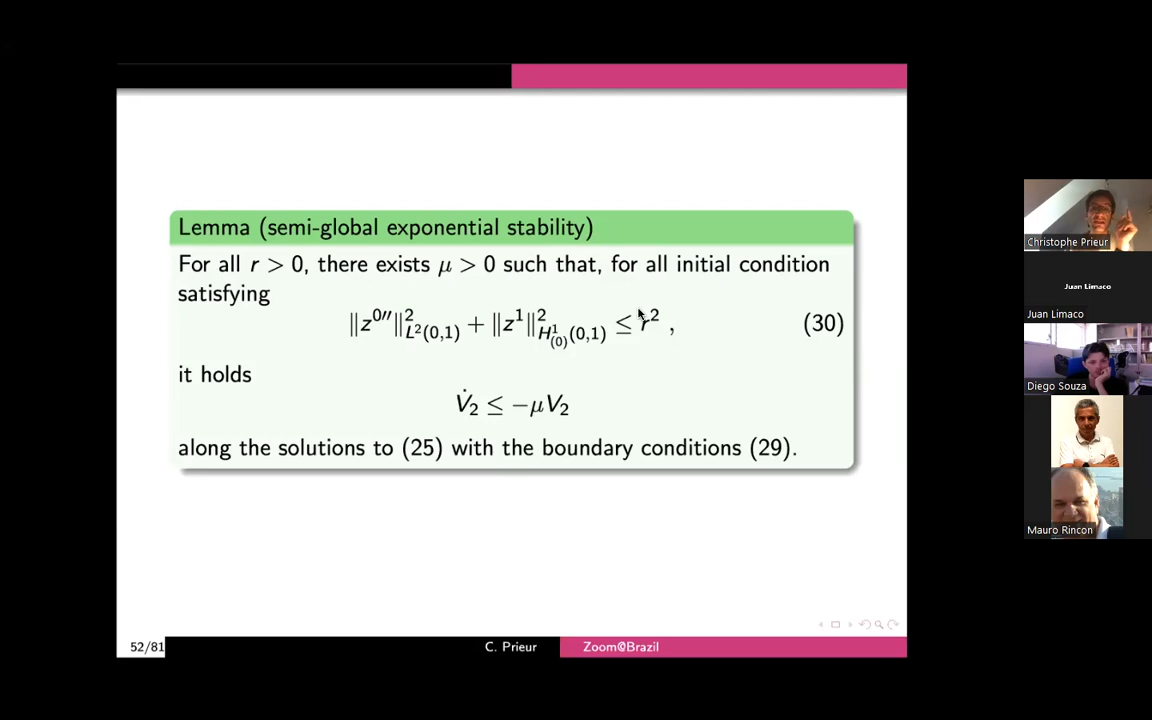 Lemma (semi-global exponential stability)
For all r > 0, there exists μ > 0 such that, for all initial condition
satisfying
‖z⁰″‖²_{L²(0,1)} + ‖z¹‖²_{H¹_{(0)}(0,1)} ≤ r² , (30)
it holds
V̇₂ ≤ −μV₂
along the solutions to (25) with the boundary conditions (29).
52/81 C. Prieur Zoom@Brazil
Christophe Prieur
Juan Limaco
Juan Limaco
Diego Souza
Mauro Rincon